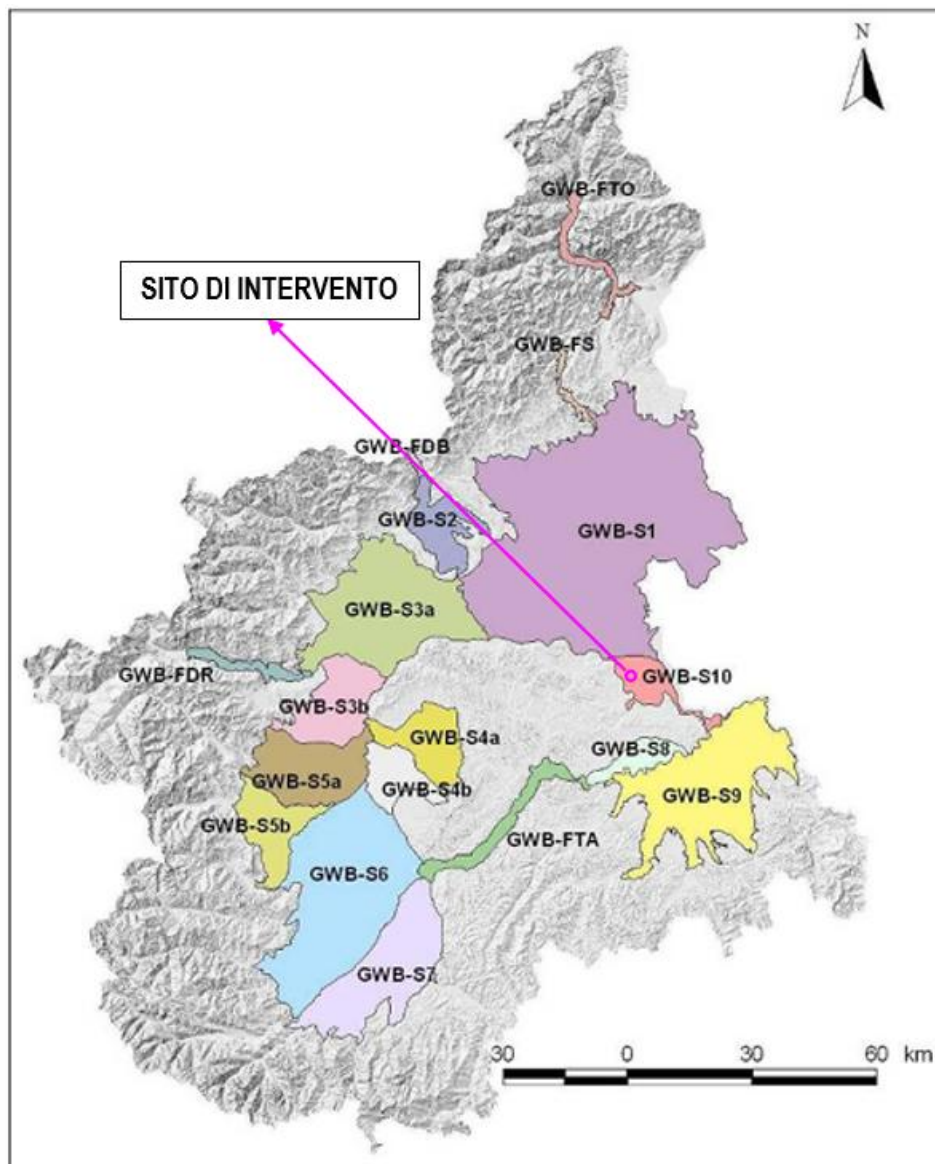 N
GWB-FTO
SITO DI INTERVENTO
GWB-FS
GWB-FDB
GWB-S2
GWB-S1
GWB-S3a
GWB-FDR
GWB-S10
GWB-S3b
GWB-S4a
GWB-S8
GWB-S5a
GWB-S4b
GWB-S9
GWB-S5b
GWB-FTA
GWB-S6
GWB-S7
30 0 30 60 km